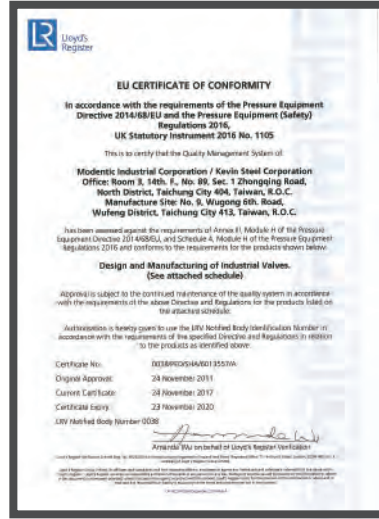 LR
Lloyd's
Register
EU CERTIFICATE OF CONFORMITY
In accordance with the requirements of the Pressure Equipment
Directive 2014/68/EU and the Pressure Equipment (Safety)
Regulations 2016,
UK Statutory Instrument 2016 No. 1105
This is to certify that the Quality Management System of:
Modentic Industrial Corporation / Kevin Steel Corporation
Office: Room 3, 14th. F., No. 89, Sec. 1 Zhongqing Road,
North District, Taichung City 404, Taiwan, R.O.C.
Manufacture Site: No. 9, Wugong 6th. Road,
Wufeng District, Taichung City 413, Taiwan, R.O.C.
has been assessed against the requirements of Annex III, Module H of the Pressure
Equipment Directive 2014/68/EU, and Schedule 4, Module H of the Pressure Equipment
Regulations 2016 and conforms to the requirements for the products shown below:
Design and Manufacturing of Industrial Valves.
(See attached schedule)
Approval is subject to the continued maintenance of the quality system in accordance
with the requirements of the above Directive and Regulations for the products listed on
the attached schedule.
Authorisation is hereby given to use the LRV Notified Body Identification Number in
accordance with the requirements of the specified Directive and Regulations in relation
to the products as identified above.
Certificate No:
Original Approval: 24 November 2011
Current Certificate: 24 November 2017
Certificate Expiry: 23 November 2020
LRV Notified Body Number 0038
Amanda Wu on behalf of Lloyd's Register Verification